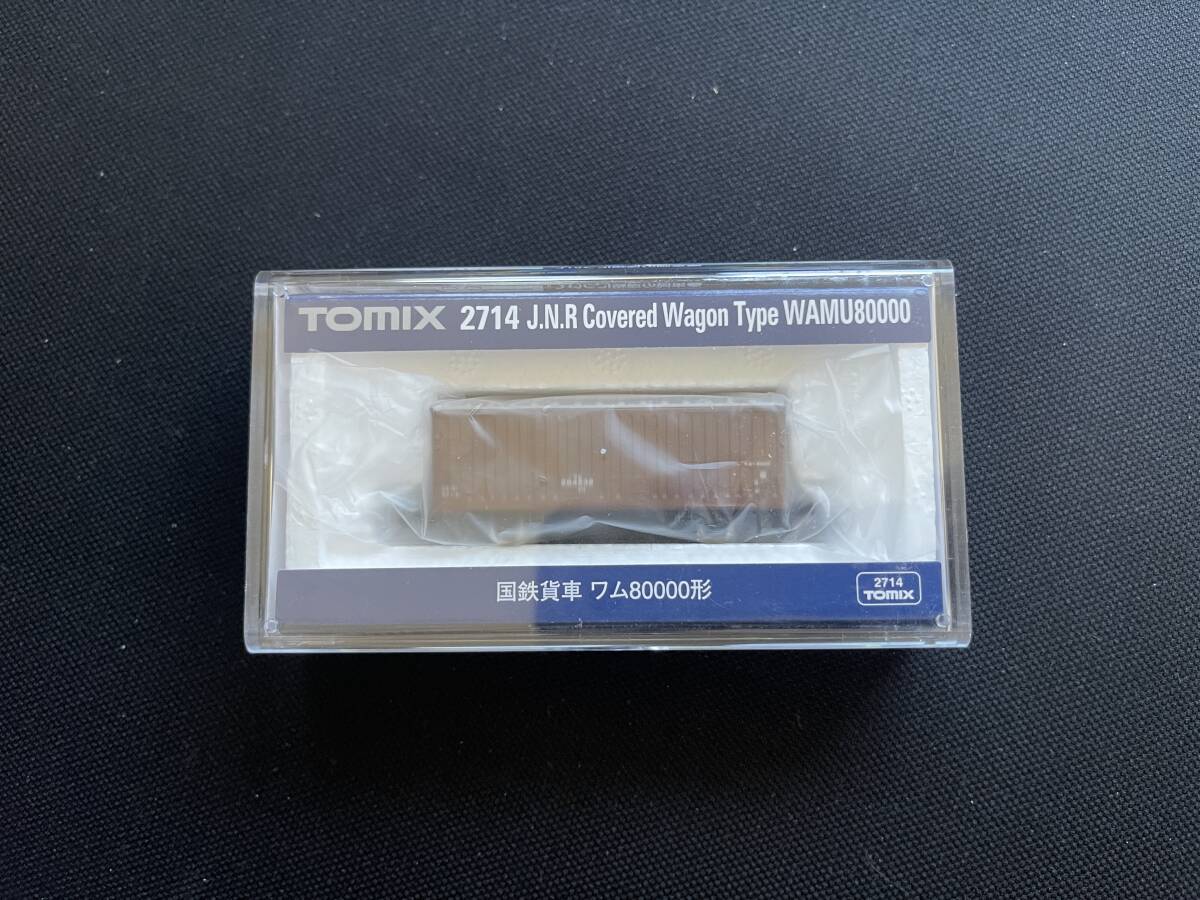 TOMIX 2714 J.N.R Covered Wagon Type WAMU80000
国鉄貨車 ワム80000形
2714
TOMIX